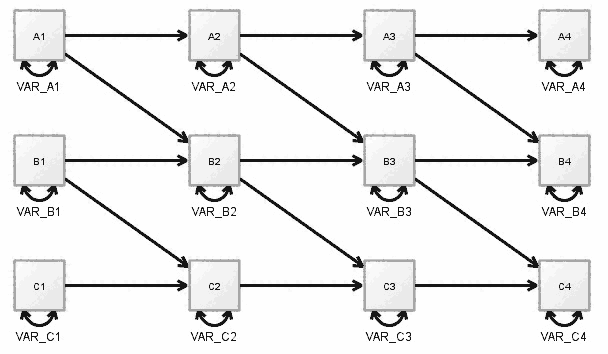 A1 A2 A3 A4
VAR_A1 VAR_A2 VAR_A3 VAR_A4
B1 B2 B3 B4
VAR_B1 VAR_B2 VAR_B3 VAR_B4
C1 C2 C3 C4
VAR_C1 VAR_C2 VAR_C3 VAR_C4